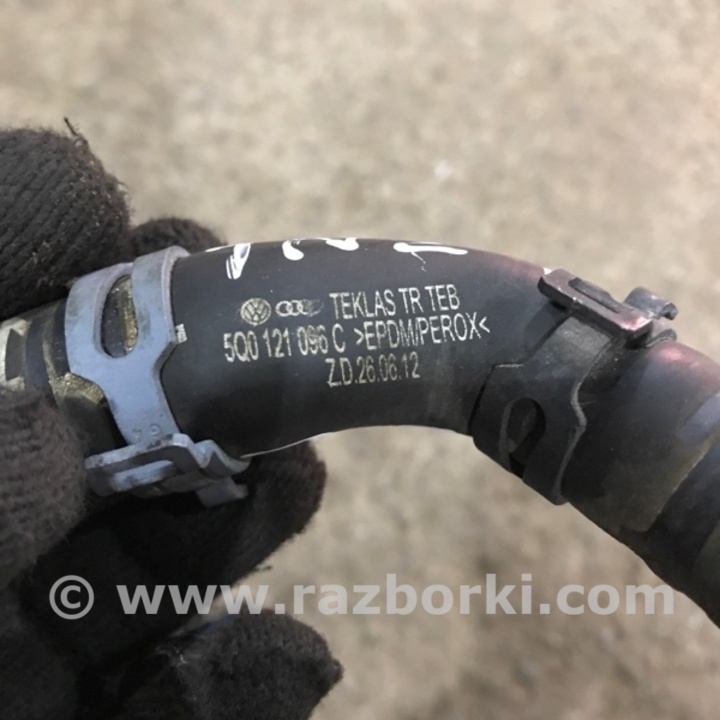 TEKLAS TR TEB
5Q0 121 096 C >EPDM/PEROX<
Z.D.26.06.12
© www.razborki.com